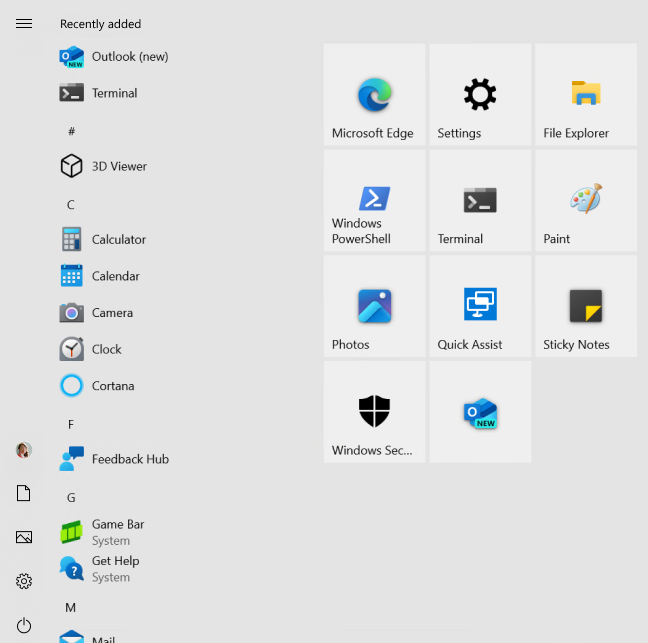 Recently added
Outlook (new)
Terminal
#
3D Viewer
C
Calculator
Calendar
Camera
Clock
Cortana
F
Feedback Hub
G
Game Bar
System
Get Help
System
M
Mail
Microsoft Edge
Settings
File Explorer
Windows
PowerShell
Terminal
Paint
Photos
Quick Assist
Sticky Notes
Windows Sec...
NEW